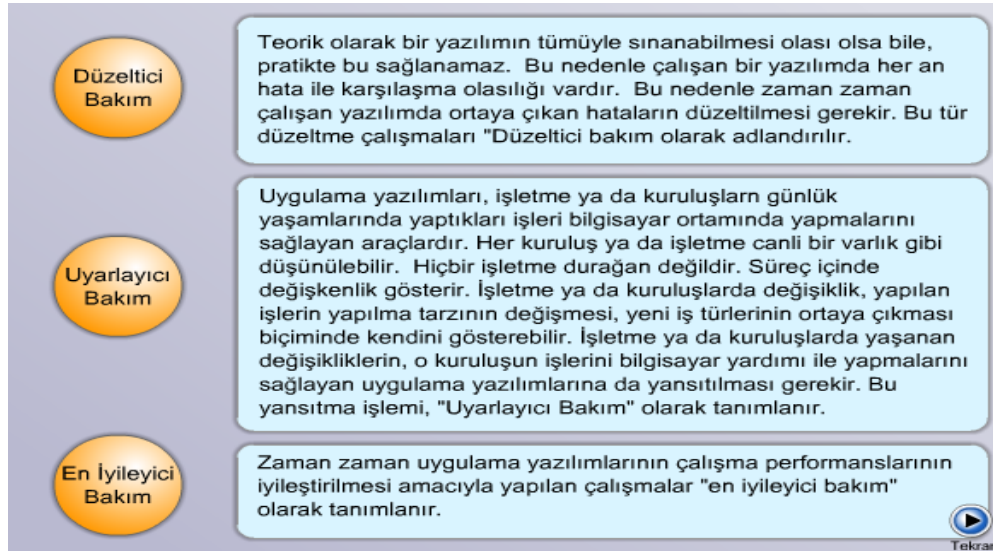 Düzeltici
Bakım
Teorik olarak bir yazılımın tümüyle sınanabilmesi olası olsa bile,
pratikte bu sağlanamaz.  Bu nedenle çalışan bir yazılımda her an
hata ile karşılaşma olasılığı vardır.  Bu nedenle zaman zaman
çalışan yazılımda ortaya çıkan hataların düzeltilmesi gerekir. Bu tür
düzeltme çalışmaları "Düzeltici bakım olarak adlandırılır.
Uyarlayıcı
Bakım
Uygulama yazılımları, işletme ya da kuruluşlarn günlük
yaşamlarında yaptıkları işleri bilgisayar ortamında yapmalarını
sağlayan araçlardır. Her kuruluş ya da işletme canli bir varlık gibi
düşünülebilir.  Hiçbir işletme durağan değildir. Süreç içinde
değişkenlik gösterir. İşletme ya da kuruluşlarda değişiklik, yapılan
işlerin yapılma tarzının değişmesi, yeni iş türlerinin ortaya çıkması
biçiminde kendini gösterebilir. İşletme ya da kuruluşlarda yaşanan
değişikliklerin, o kuruluşun işlerini bilgisayar yardımı ile yapmalarını
sağlayan uygulama yazılımlarına da yansıtılması gerekir. Bu
yansıtma işlemi, "Uyarlayıcı Bakım" olarak tanımlanır.
En İyileyici
Bakım
Zaman zaman uygulama yazılımlarının çalışma performanslarının
iyileştirilmesi amacıyla yapılan çalışmalar "en iyileyici bakım"
olarak tanımlanır.
Tekrar